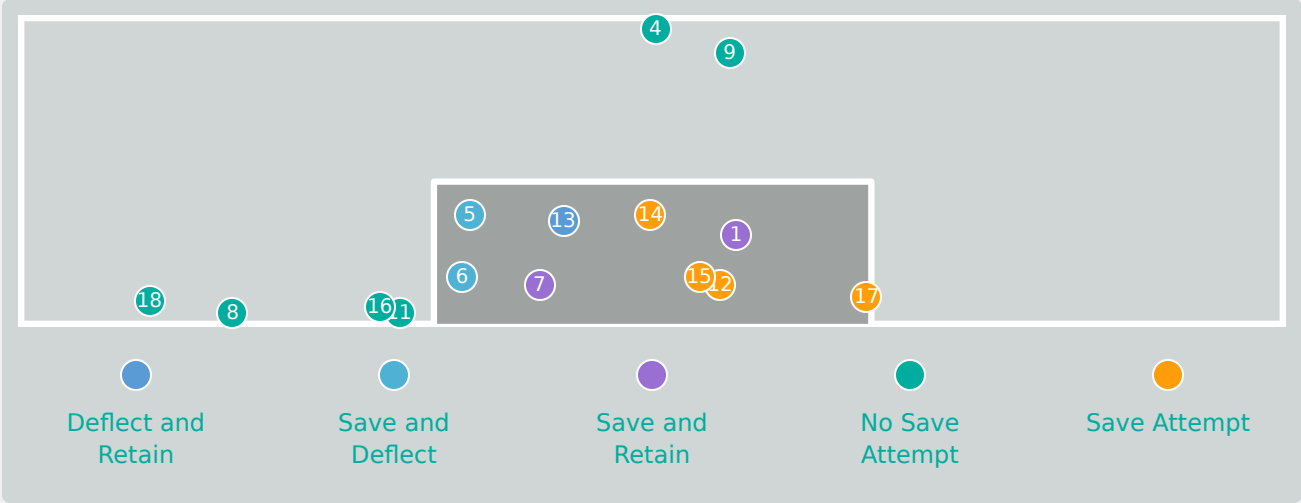 4
9
5
13
14
1
6
7
15
12
17
18
8
16
11
Deflect and
Retain
Save and
Deflect
Save and
Retain
No Save
Attempt
Save Attempt